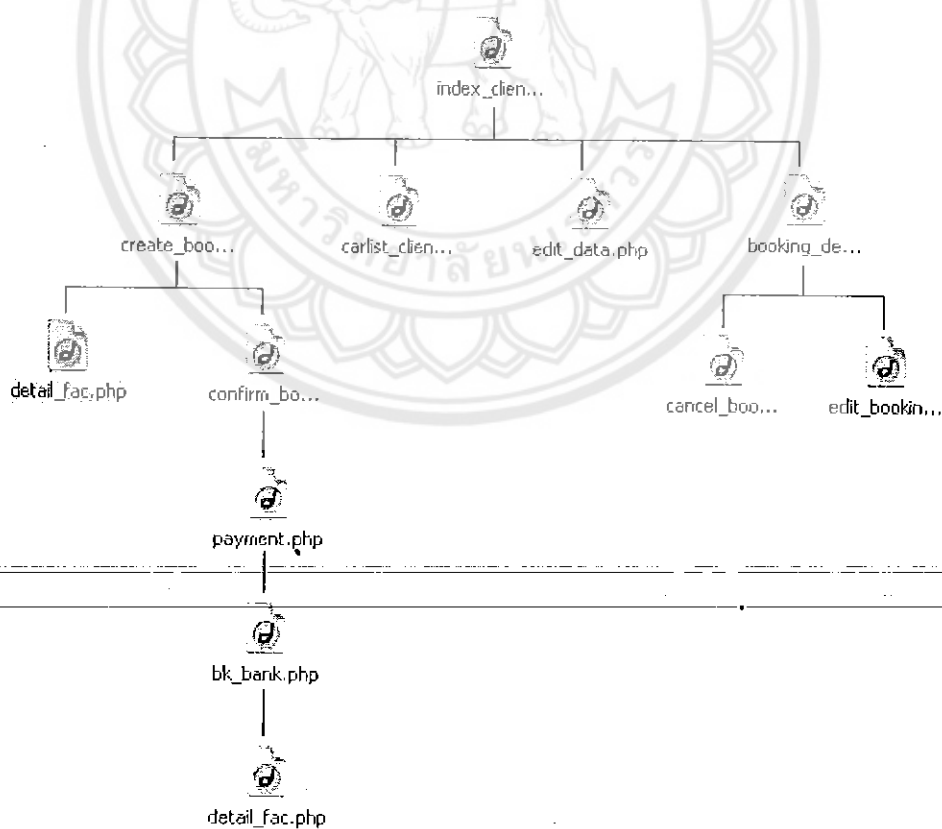 index_clien...
create_boo...
carlist_clien...
edit_data.php
booking_de...
detail_fac.php
confirm_bo...
cancel_boo...
edit_bookin...
payment.php
bk_bank.php
detail_fac.php